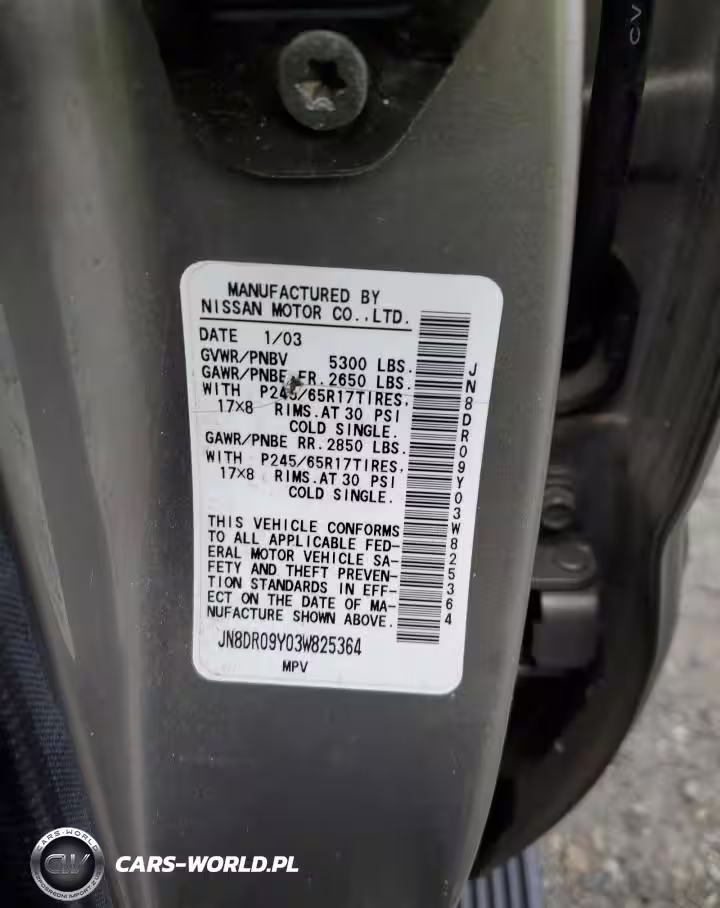 MANUFACTURED BY
NISSAN MOTOR CO.,LTD.
DATE 1/03
GVWR/PNBV 5300 LBS.
GAWR/PNBE FR. 2650 LBS.
WITH P245/65R17TIRES,
17×8 RIMS.AT 30 PSI
COLD SINGLE.
GAWR/PNBE RR. 2850 LBS.
WITH P245/65R17TIRES,
17×8 RIMS.AT 30 PSI
COLD SINGLE.
THIS VEHICLE CONFORMS
TO ALL APPLICABLE FED-
ERAL MOTOR VEHICLE SA-
FETY AND THEFT PREVEN-
TION STANDARDS IN EFF-
ECT ON THE DATE OF MA-
NUFACTURE SHOWN ABOVE.
JN8DR09Y03W825364
MPV
JN8DR09Y03W825364
CV
CARS-WORLD
CW
CARS-WORLD.PL